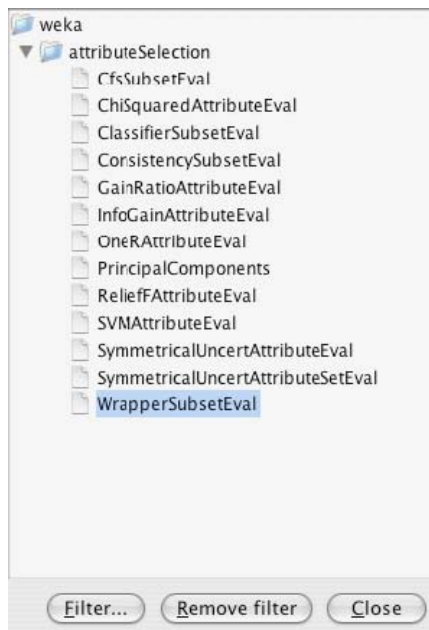 weka
attributeSelection
CfsSubsetEval
ChiSquaredAttributeEval
ClassifierSubsetEval
ConsistencySubsetEval
GainRatioAttributeEval
InfoGainAttributeEval
OneRAttributeEval
PrincipalComponents
ReliefFAttributeEval
SVMAttributeEval
SymmetricalUncertAttributeEval
SymmetricalUncertAttributeSetEval
WrapperSubsetEval
Filter... Remove filter Close